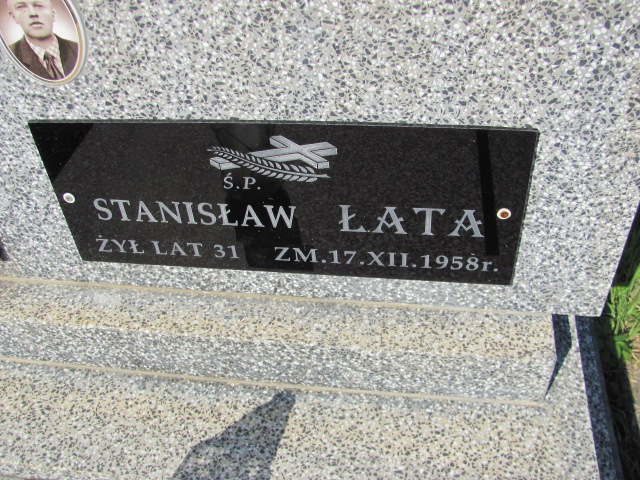 Ś.P.
STANISŁAW ŁATA
ŻYŁ LAT 31 ZM.17.XII.1958r.